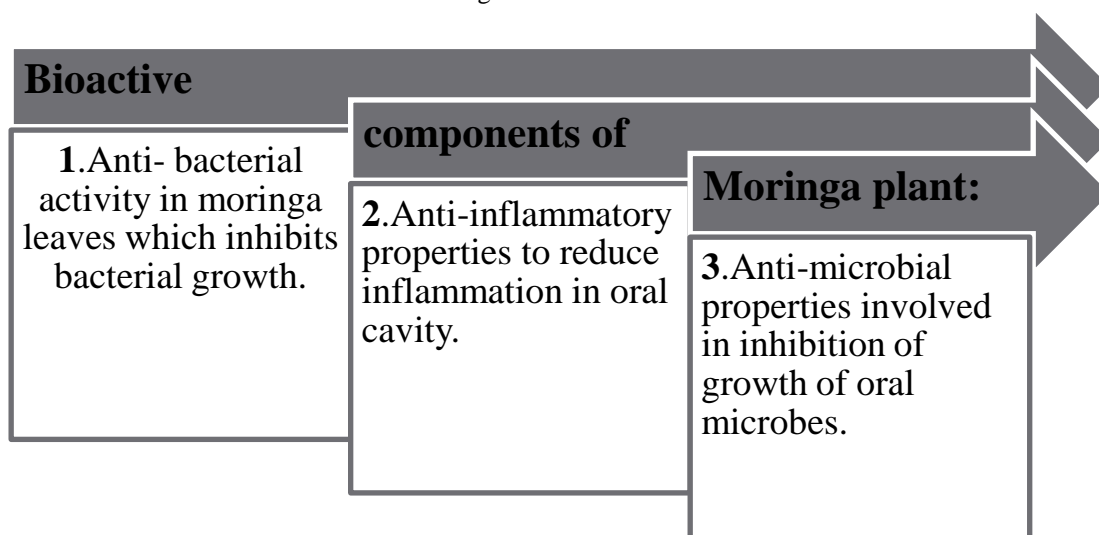 Bioactive
1.Anti- bacterial
activity in moringa
leaves which inhibits
bacterial growth.
components of
2.Anti-inflammatory
properties to reduce
inflammation in oral
cavity.
Moringa plant:
3.Anti-microbial
properties involved
in inhibition of
growth of oral
microbes.